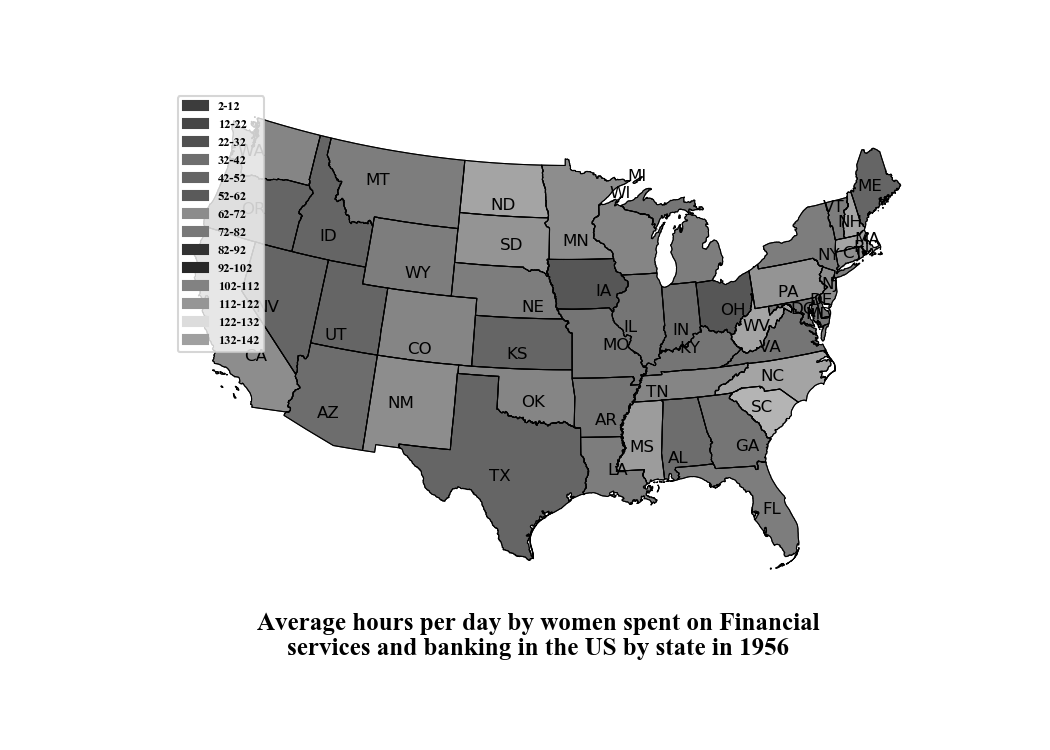 2-12
12-22
22-32
32-42
42-52
52-62
62-72
72-82
82-92
92-102
102-112
112-122
122-132
132-142
WA
OR
CA
NV
ID
MT
WY
UT
AZ
CO
NM
ND
SD
NE
KS
OK
TX
MN
IA
MO
AR
LA
WI
MI
IL
IN
KY
TN
MS
AL
OH
WV
VA
NC
SC
GA
FL
PA
NY
VT
NH
ME
MA
CT
DE
Average hours per day by women spent on Financial
services and banking in the US by state in 1956